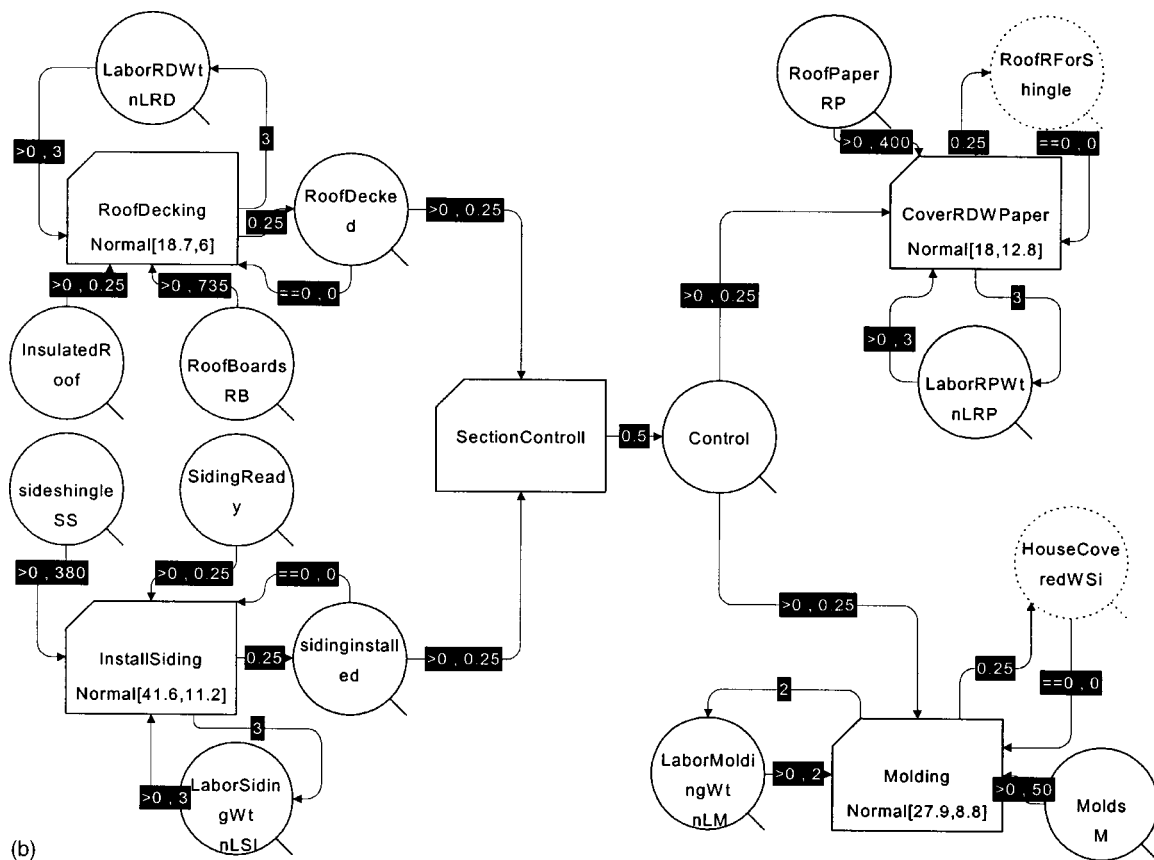 LaborRDWt
nLRD
>0 , 3
3
RoofDecking
Normal[18.7,6]
0.25
RoofDecke
d
>0 , 0.25
==0 , 0
>0 , 0.25
>0 , 735
InsulatedR
oof
RoofBoards
RB
sideshingle
SS
SidingRead
y
>0 , 380
>0 , 0.25
==0 , 0
InstallSiding
Normal[41.6,11.2]
0.25
sidinginstall
ed
>0 , 0.25
3
>0 , 3
LaborSidin
gWt
nLSI
SectionControll
0.5
Control
>0 , 0.25
>0 , 0.25
RoofPaper
RP
>0 , 400
RoofRForS
hingle
0.25
==0 , 0
CoverRDWPaper
Normal[18,12.8]
>0 , 3
3
LaborRPWt
nLRP
HouseCove
redWSi
0.25
==0 , 0
2
LaborMoldi
ngWt
nLM
>0 , 2
Molding
Normal[27.9,8.8]
>0 , 50
Molds
M
(b)